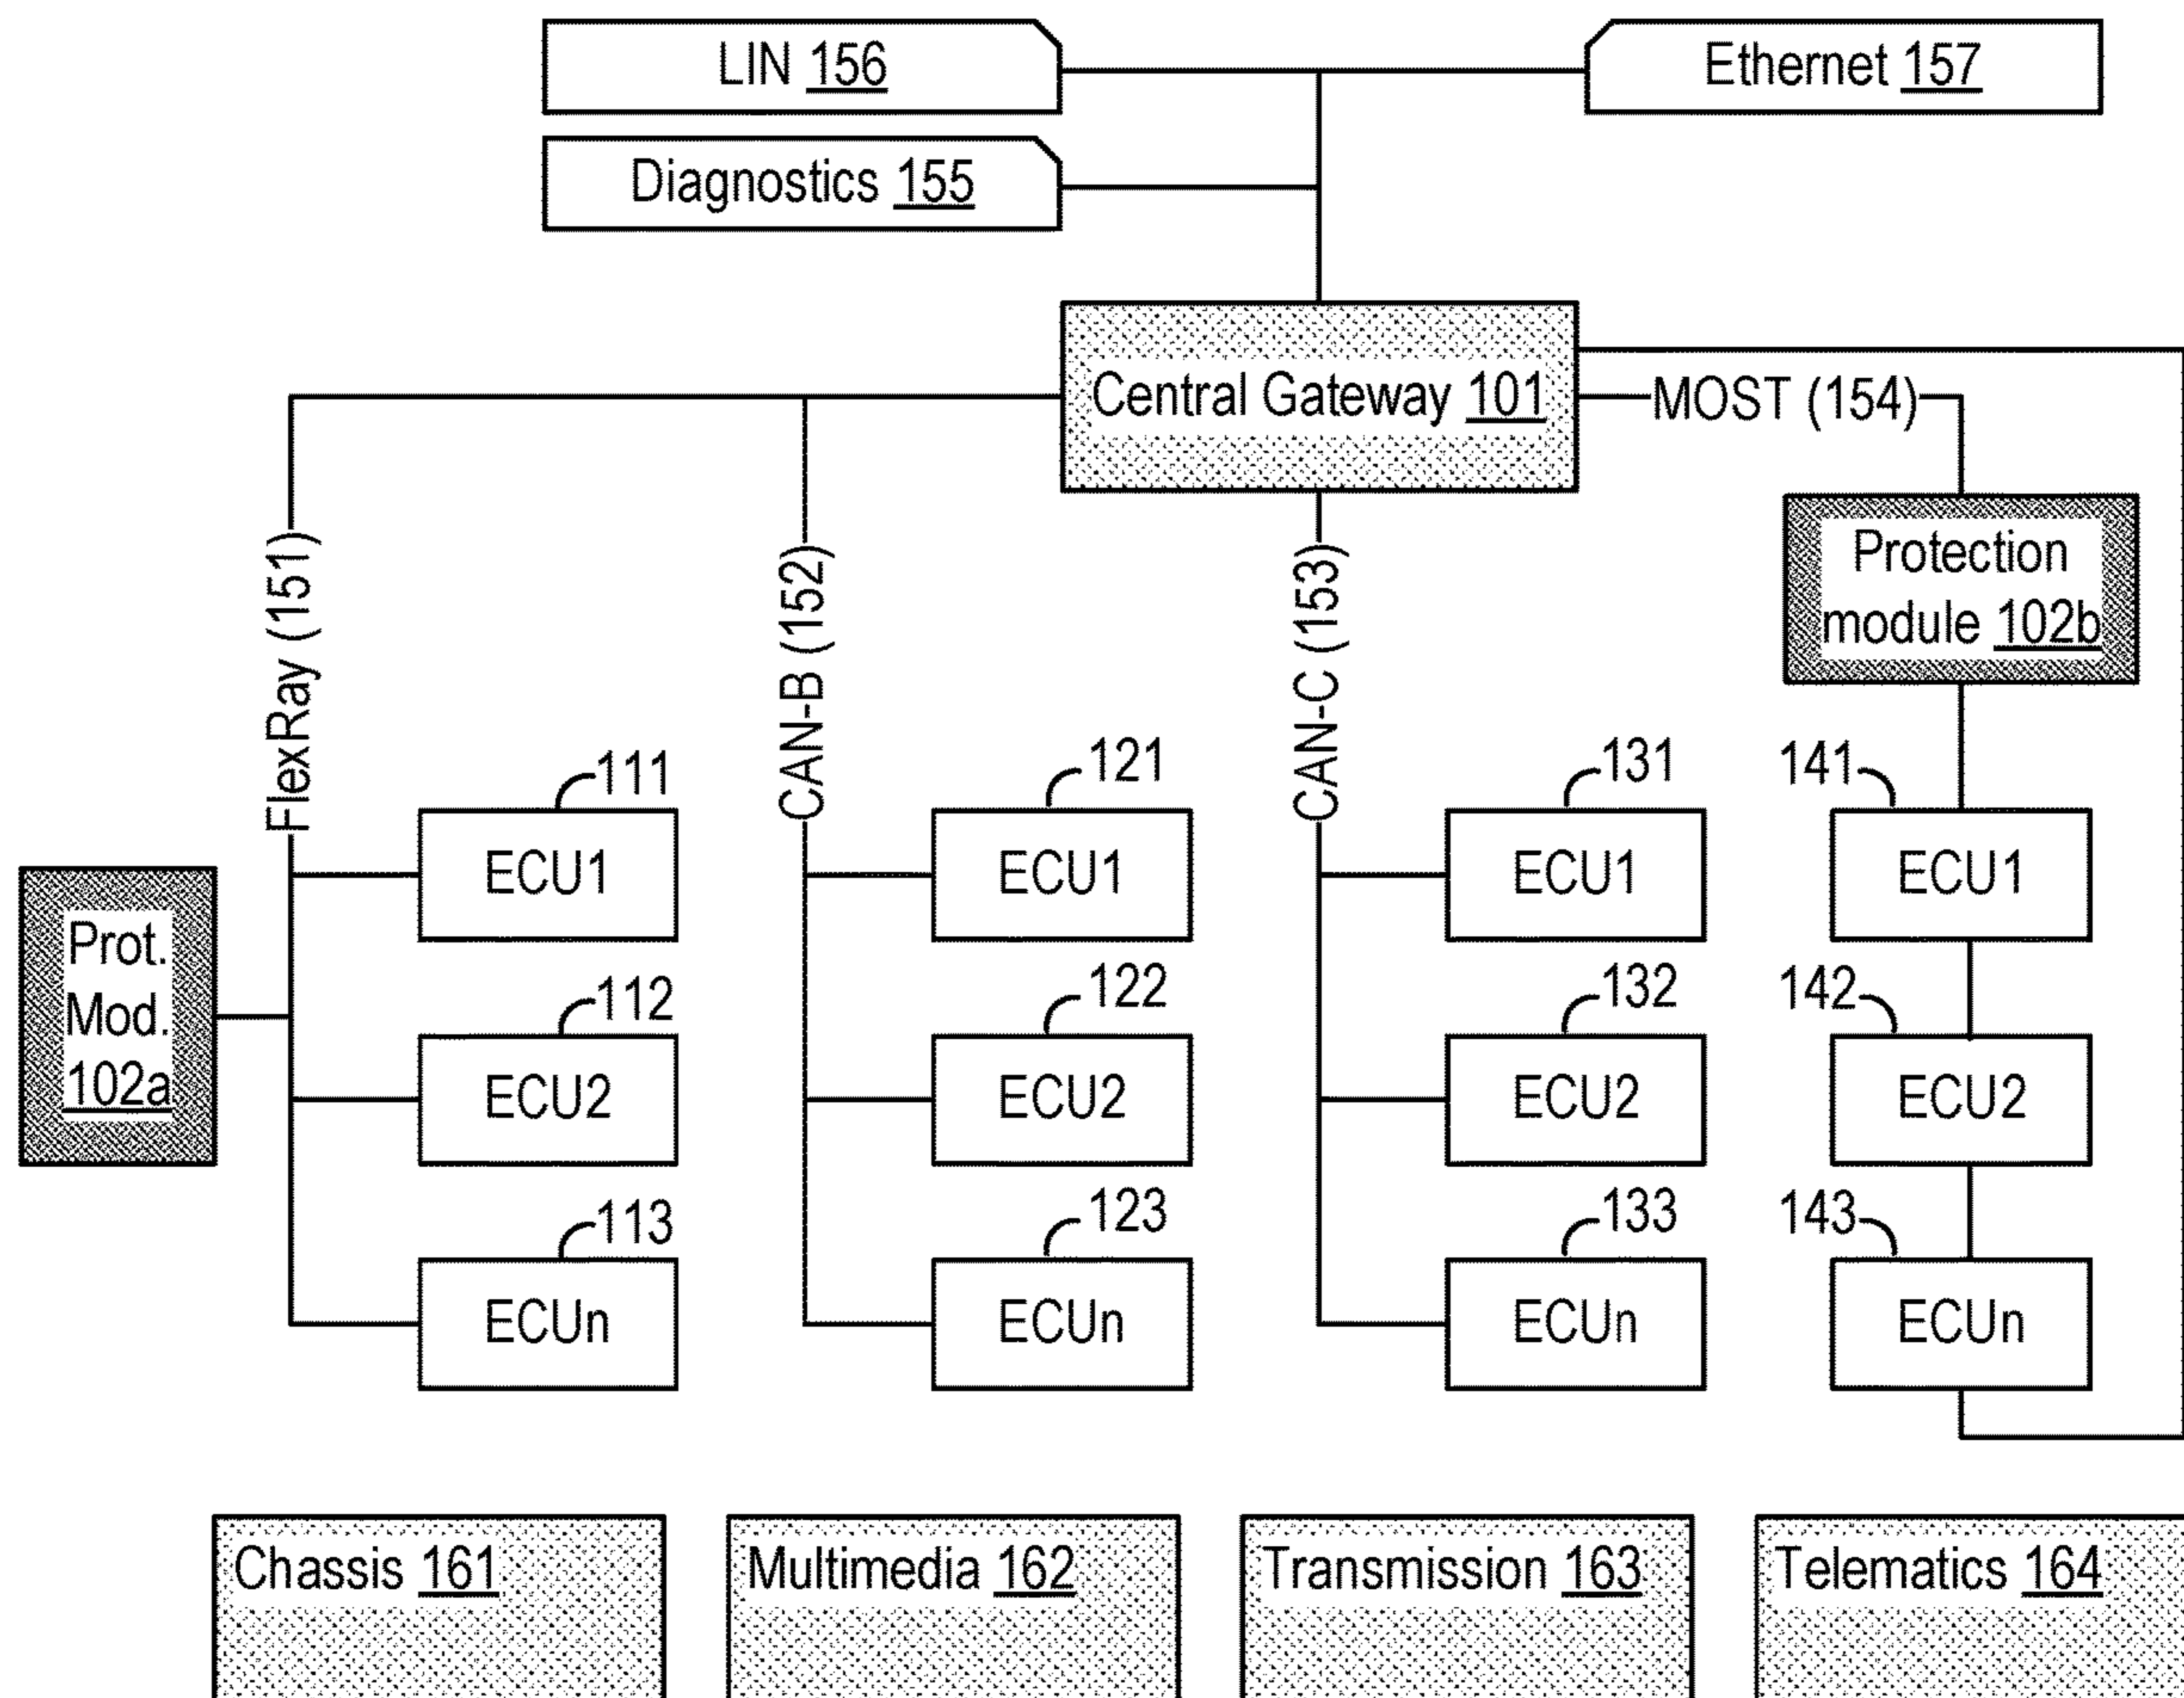 LIN 156
Ethernet 157
Diagnostics 155
Central Gateway 101
MOST (154)
FlexRay (151)
CAN-B (152)
CAN-C (153)
Protection
module 102b
111
121
131
141
ECU1
ECU1
ECU1
ECU1
Prot.
Mod.
102a
112
122
132
142
ECU2
ECU2
ECU2
ECU2
113
123
133
143
ECUn
ECUn
ECUn
ECUn
Chassis 161
Multimedia 162
Transmission 163
Telematics 164